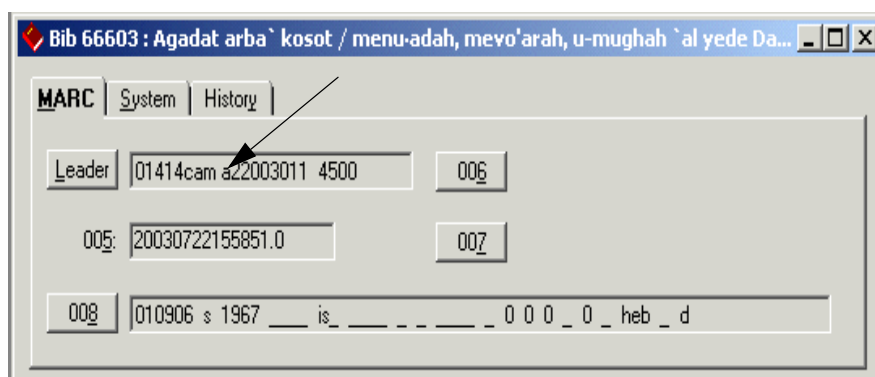 Bib 66603 : Agadat arba` kosot / menu·adah, mevo'arah, u-mughah `al yede Da...
MARC System History
Leader 01414cam a22003011 4500 006
005: 20030722155851.0 007
008 010906 s 1967 ____ is_ ____ _ _ ____ _ 0 0 0 _ 0 _ heb _ d